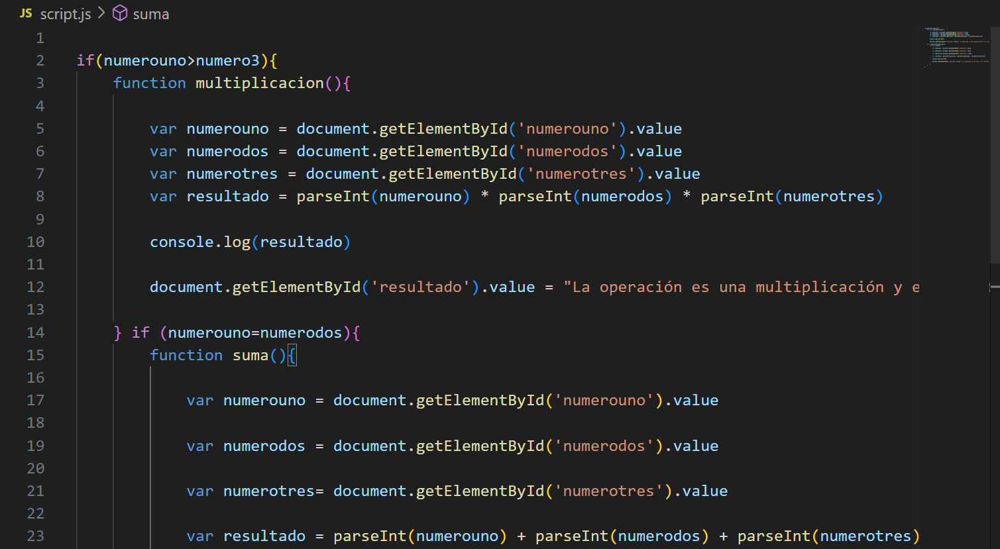 JS script.js > suma
1
2 if(numerouno>numero3){
3 function multiplicacion(){
4
5 var numerouno = document.getElementById('numerouno').value
6 var numerodos = document.getElementById('numerodos').value
7 var numerotres = document.getElementById('numerotres').value
8 var resultado = parseInt(numerouno) * parseInt(numerodos) * parseInt(numerotres)
9
10 console.log(resultado)
11
12 document.getElementById('resultado').value = "La operación es una multiplicación y e
13
14 } if (numerouno=numerodos){
15 function suma(){
16
17 var numerouno = document.getElementById('numerouno').value
18
19 var numerodos = document.getElementById('numerodos').value
20
21 var numerotres= document.getElementById('numerotres').value
22
23 var resultado = parseInt(numerouno) + parseInt(numerodos) + parseInt(numerotres)